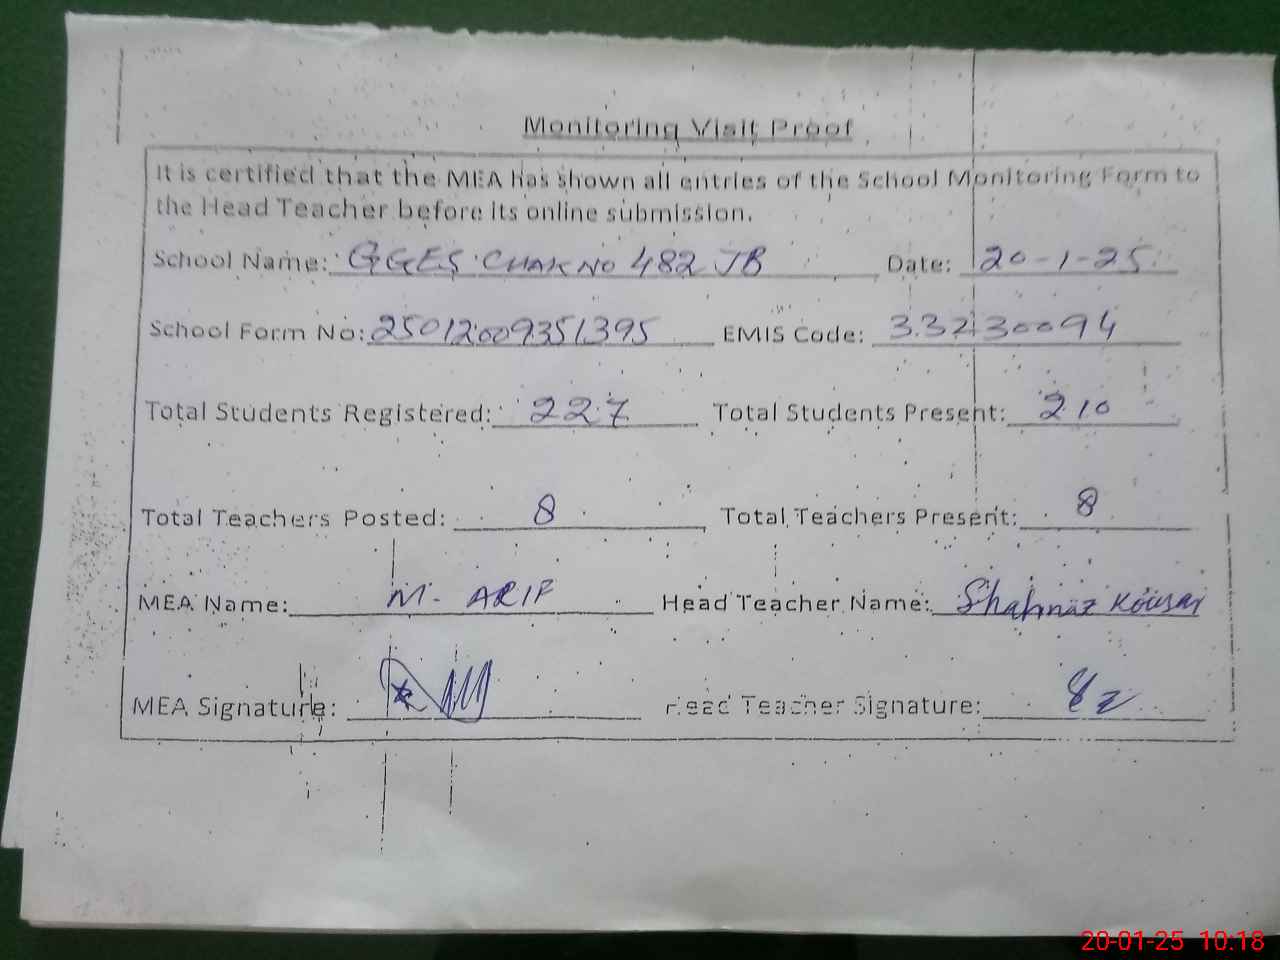 Monitoring Visit Proof
It is certified that the MEA has shown all entries of the School Monitoring Form to
the Head Teacher before its online submission.
School Name: GGES CHAK NO 482 JB Date: 20-1-25
School Form No: 25012009351395 EMIS Code: 33230094
Total Students Registered: 227 Total Students Present: 210
Total Teachers Posted: 8 Total Teachers Present: 8
MEA Name: M. ARIF Head Teacher Name: Shahnaz Kousar
MEA Signature: Head Teacher Signature:
20-01-25 10:18